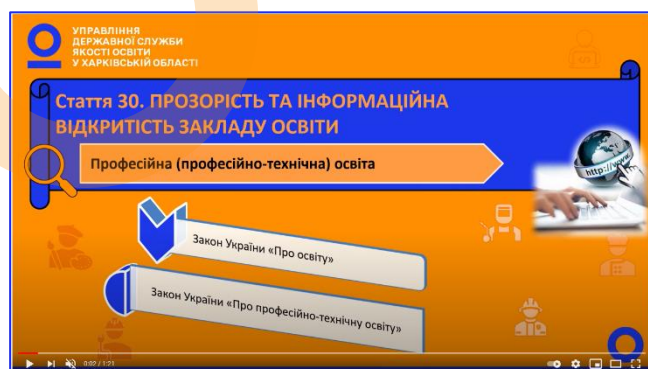 УПРАВЛІННЯ
ДЕРЖАВНОЇ СЛУЖБИ
ЯКОСТІ ОСВІТИ
У ХАРКІВСЬКІЙ ОБЛАСТІ
Стаття 30. ПРОЗОРІСТЬ ТА ІНФОРМАЦІЙНА
ВІДКРИТІСТЬ ЗАКЛАДУ ОСВІТИ
Професійна (професійно-технічна) освіта
http://www
Закон України «Про освіту»
Закон України «Про професійно-технічну освіту»
0:02 / 1:21